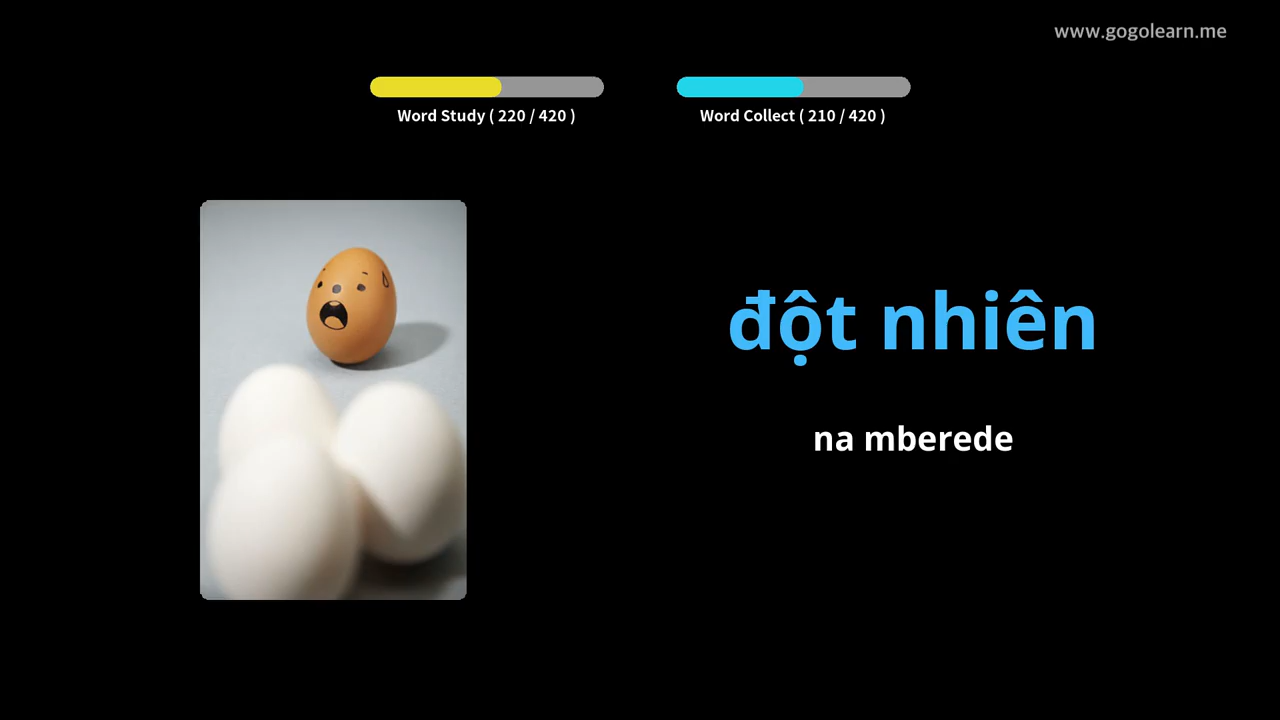 www.gogolearn.me
Word Study ( 220 / 420 )
Word Collect ( 210 / 420 )
đột nhiên
na mberede